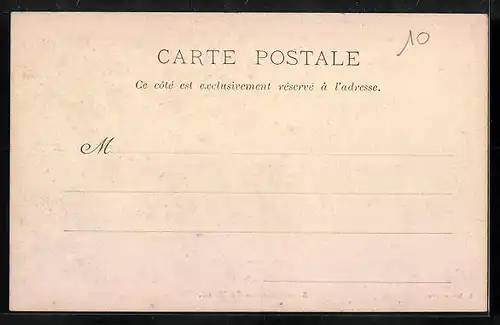 10
CARTE POSTALE
Ce côté est exclusivement réservé à l'adresse.
M